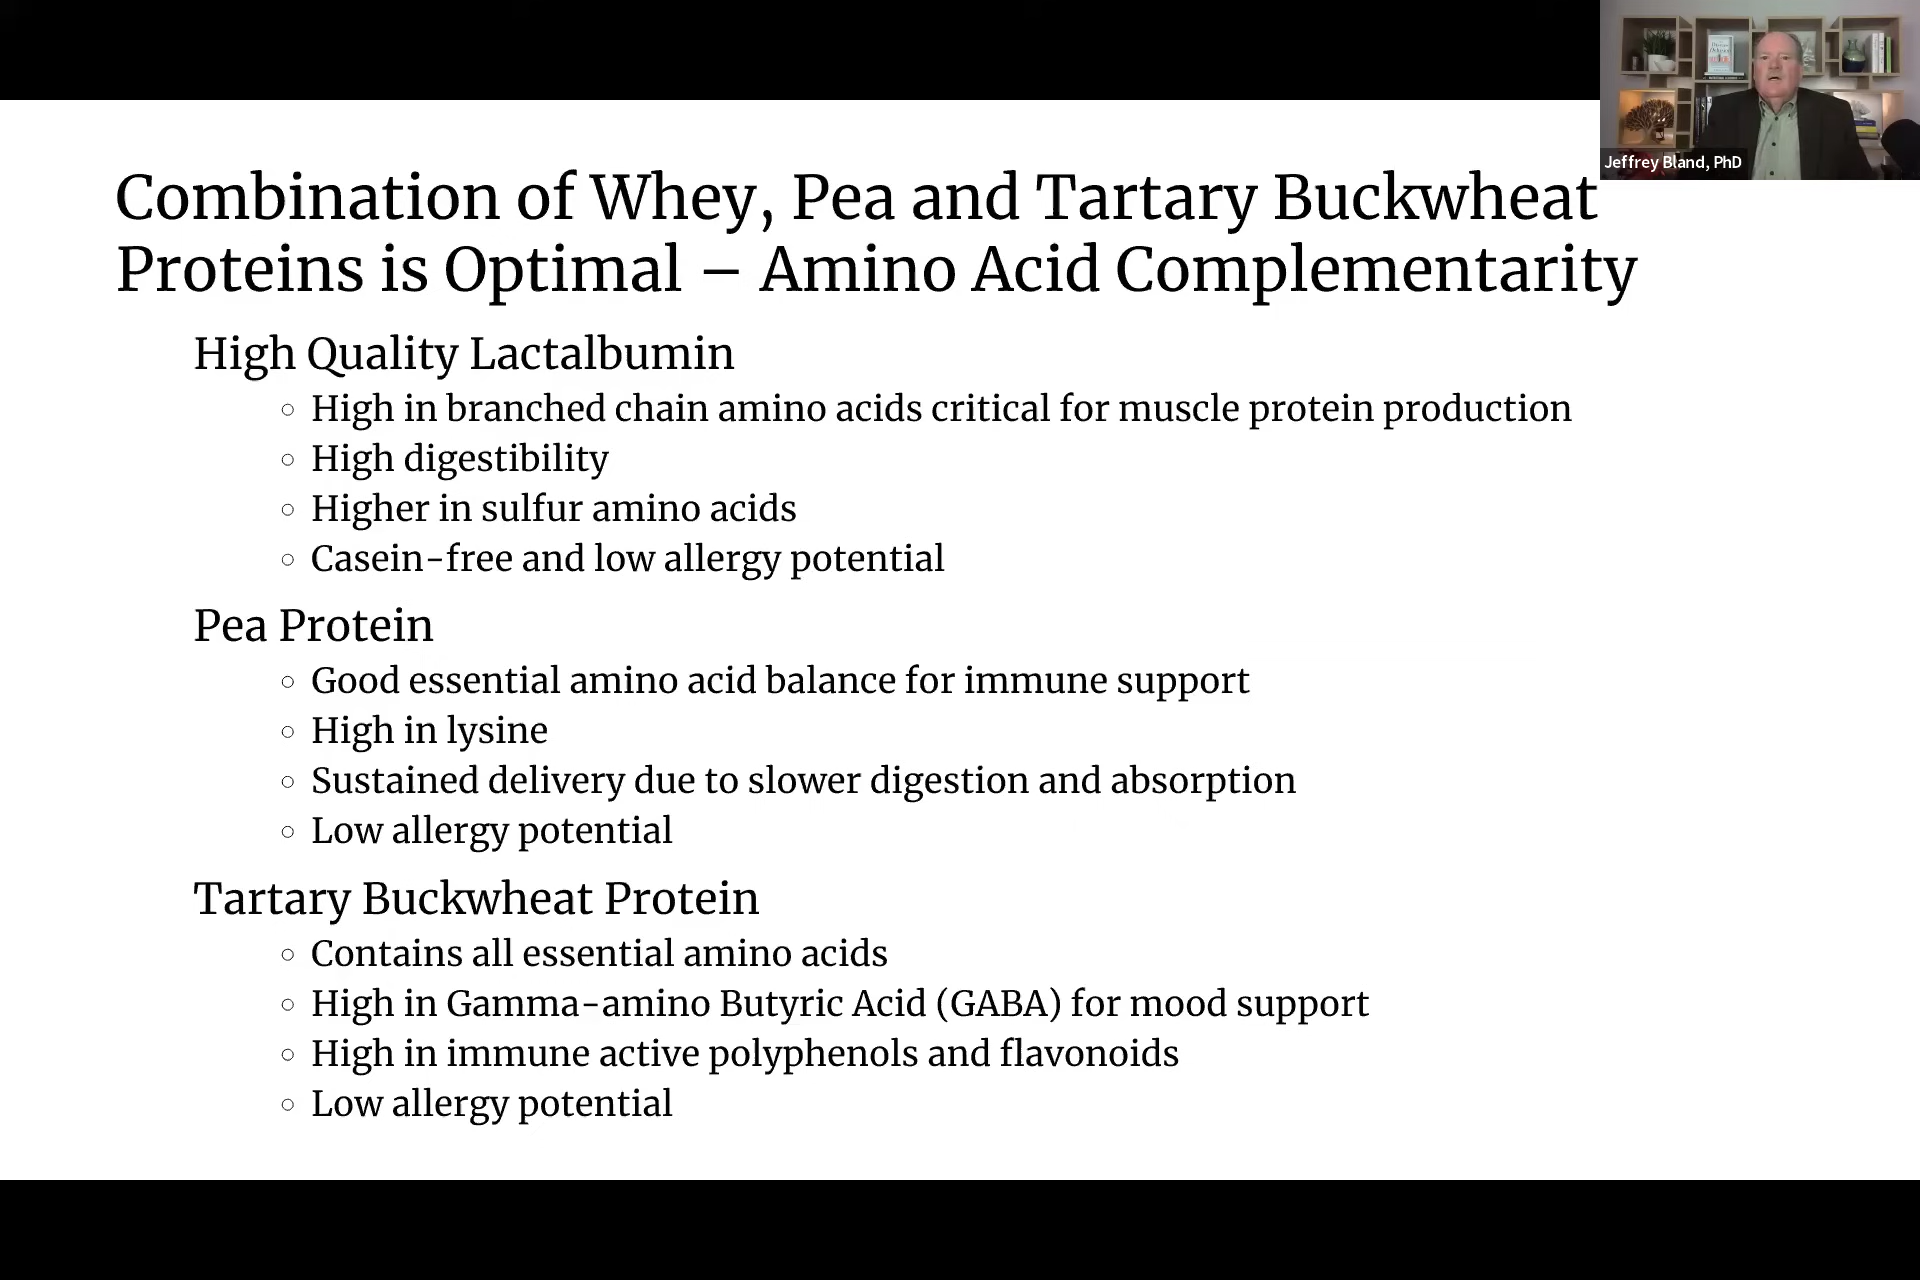 Jeffrey Bland, PhD
Combination of Whey, Pea and Tartary Buckwheat
Proteins is Optimal – Amino Acid Complementarity
High Quality Lactalbumin
○ High in branched chain amino acids critical for muscle protein production
○ High digestibility
○ Higher in sulfur amino acids
○ Casein-free and low allergy potential
Pea Protein
○ Good essential amino acid balance for immune support
○ High in lysine
○ Sustained delivery due to slower digestion and absorption
○ Low allergy potential
Tartary Buckwheat Protein
○ Contains all essential amino acids
○ High in Gamma-amino Butyric Acid (GABA) for mood support
○ High in immune active polyphenols and flavonoids
○ Low allergy potential